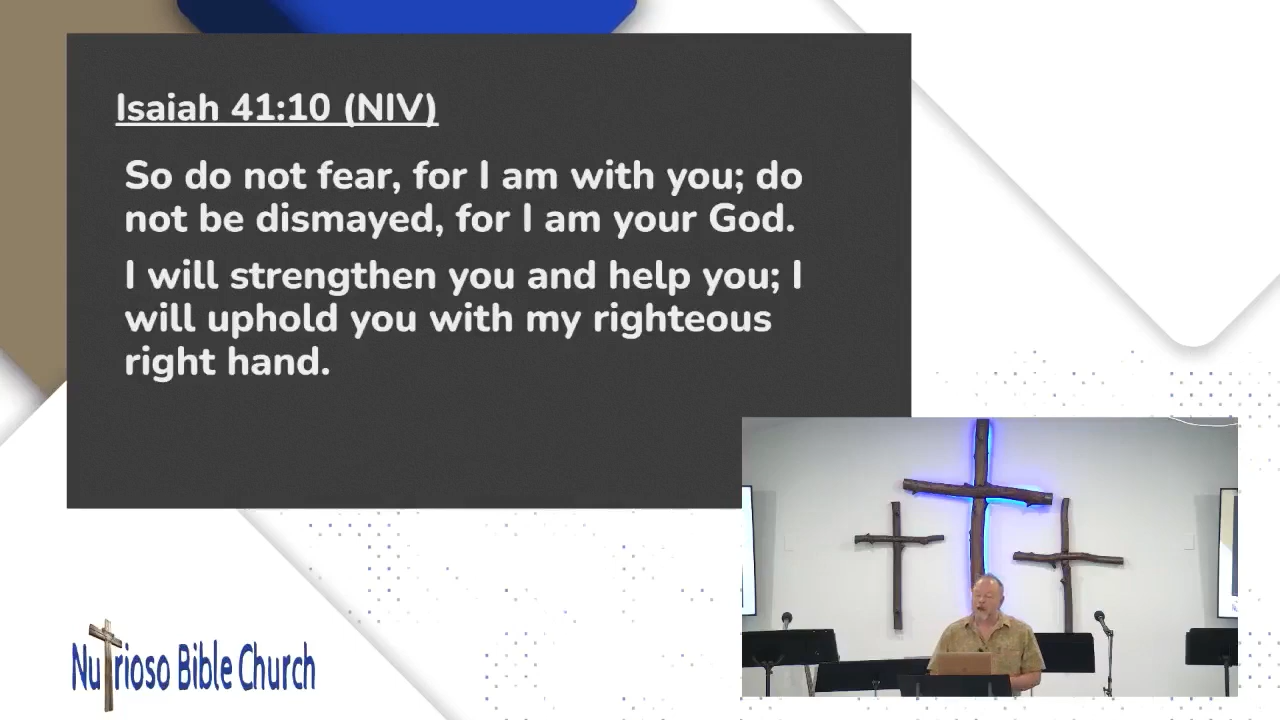 Isaiah 41:10 (NIV)
So do not fear, for I am with you; do
not be dismayed, for I am your God.
I will strengthen you and help you; I
will uphold you with my righteous
right hand.
Nutrioso Bible Church